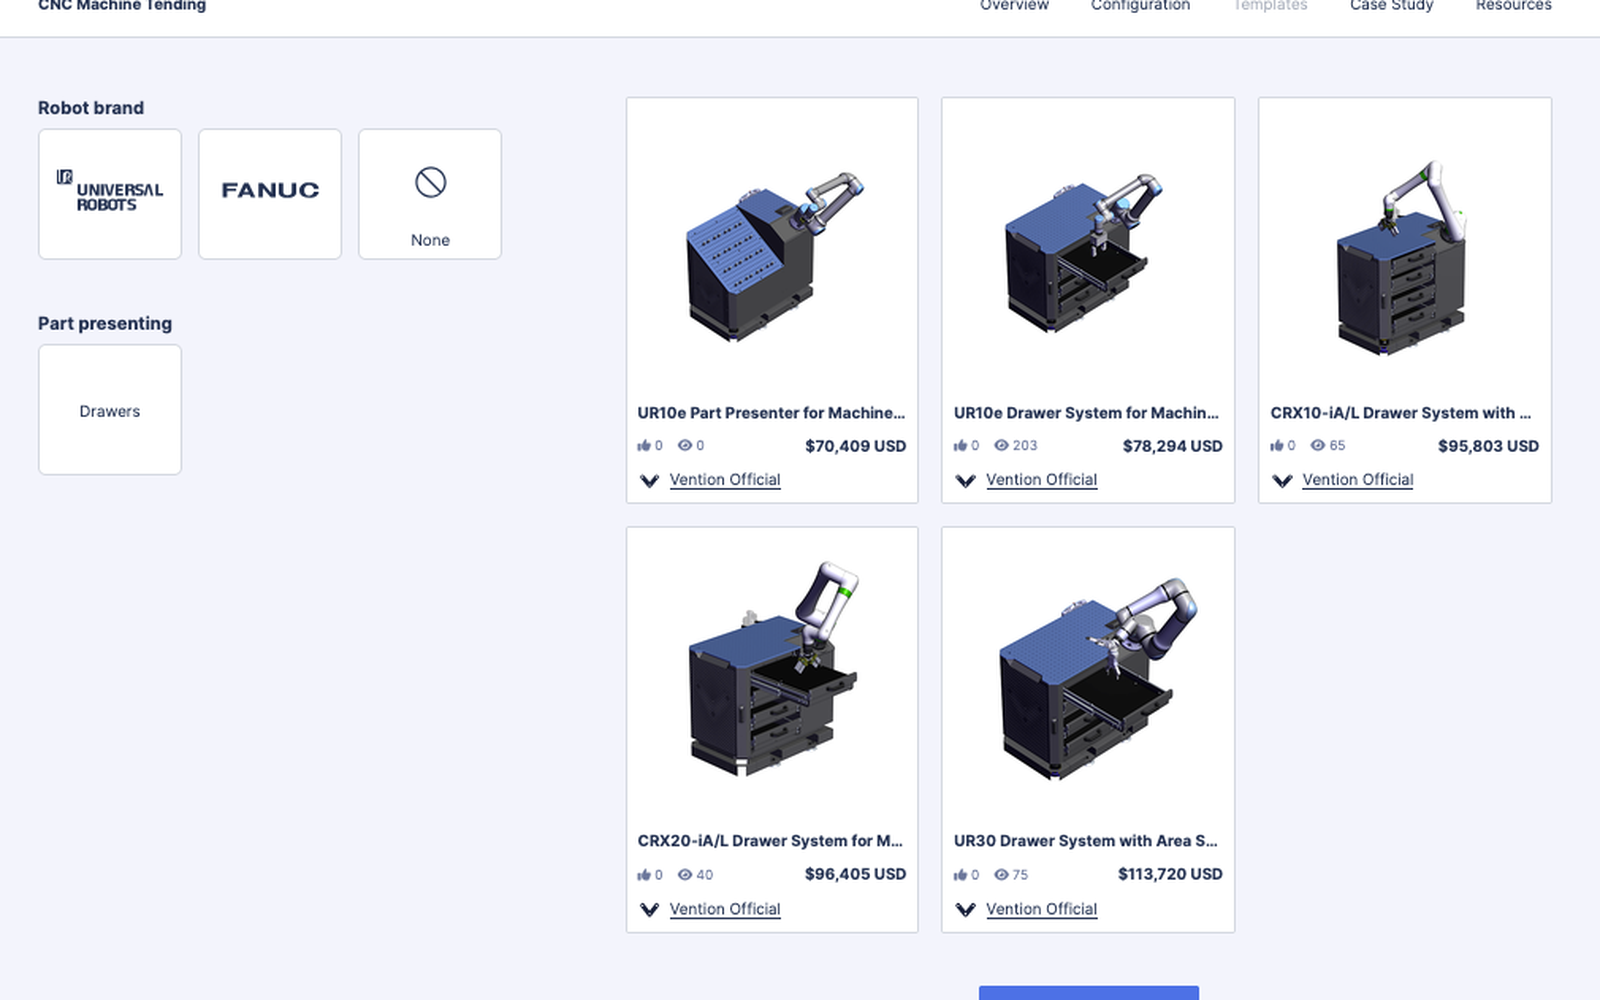 CNC Machine Tending
Overview Configuration Templates Case Study Resources
Robot brand
UR UNIVERSAL ROBOTS
FANUC
None
Part presenting
Drawers
UR10e Part Presenter for Machine...
0 0 $70,409 USD
Vention Official
UR10e Drawer System for Machin...
0 203 $78,294 USD
Vention Official
CRX10-iA/L Drawer System with ...
0 65 $95,803 USD
Vention Official
CRX20-iA/L Drawer System for M...
0 40 $96,405 USD
Vention Official
UR30 Drawer System with Area S...
0 75 $113,720 USD
Vention Official